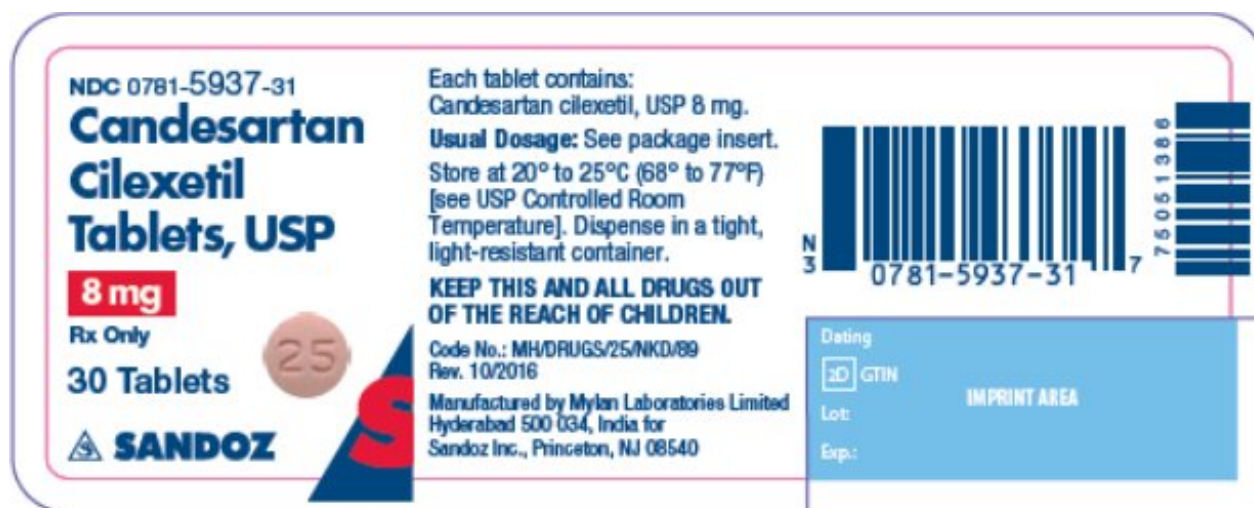 NDC 0781-5937-31
Candesartan
Cilexetil
Tablets, USP
8 mg
Rx Only
30 Tablets
25
S
SANDOZ
Each tablet contains:
Candesartan cilexetil, USP 8 mg.
Usual Dosage: See package insert.
Store at 20° to 25°C (68° to 77°F)
[see USP Controlled Room
Temperature]. Dispense in a tight,
light-resistant container.
KEEP THIS AND ALL DRUGS OUT
OF THE REACH OF CHILDREN.
Code No.: MH/DRUGS/25/NKD/89
Rev. 10/2016
Manufactured by Mylan Laboratories Limited
Hyderabad 500 034, India for
Sandoz Inc., Princeton, NJ 08540
N
3
0781-5937-31
7
75051386
Dating
2D GTIN
IMPRINT AREA
Lot:
Exp.: